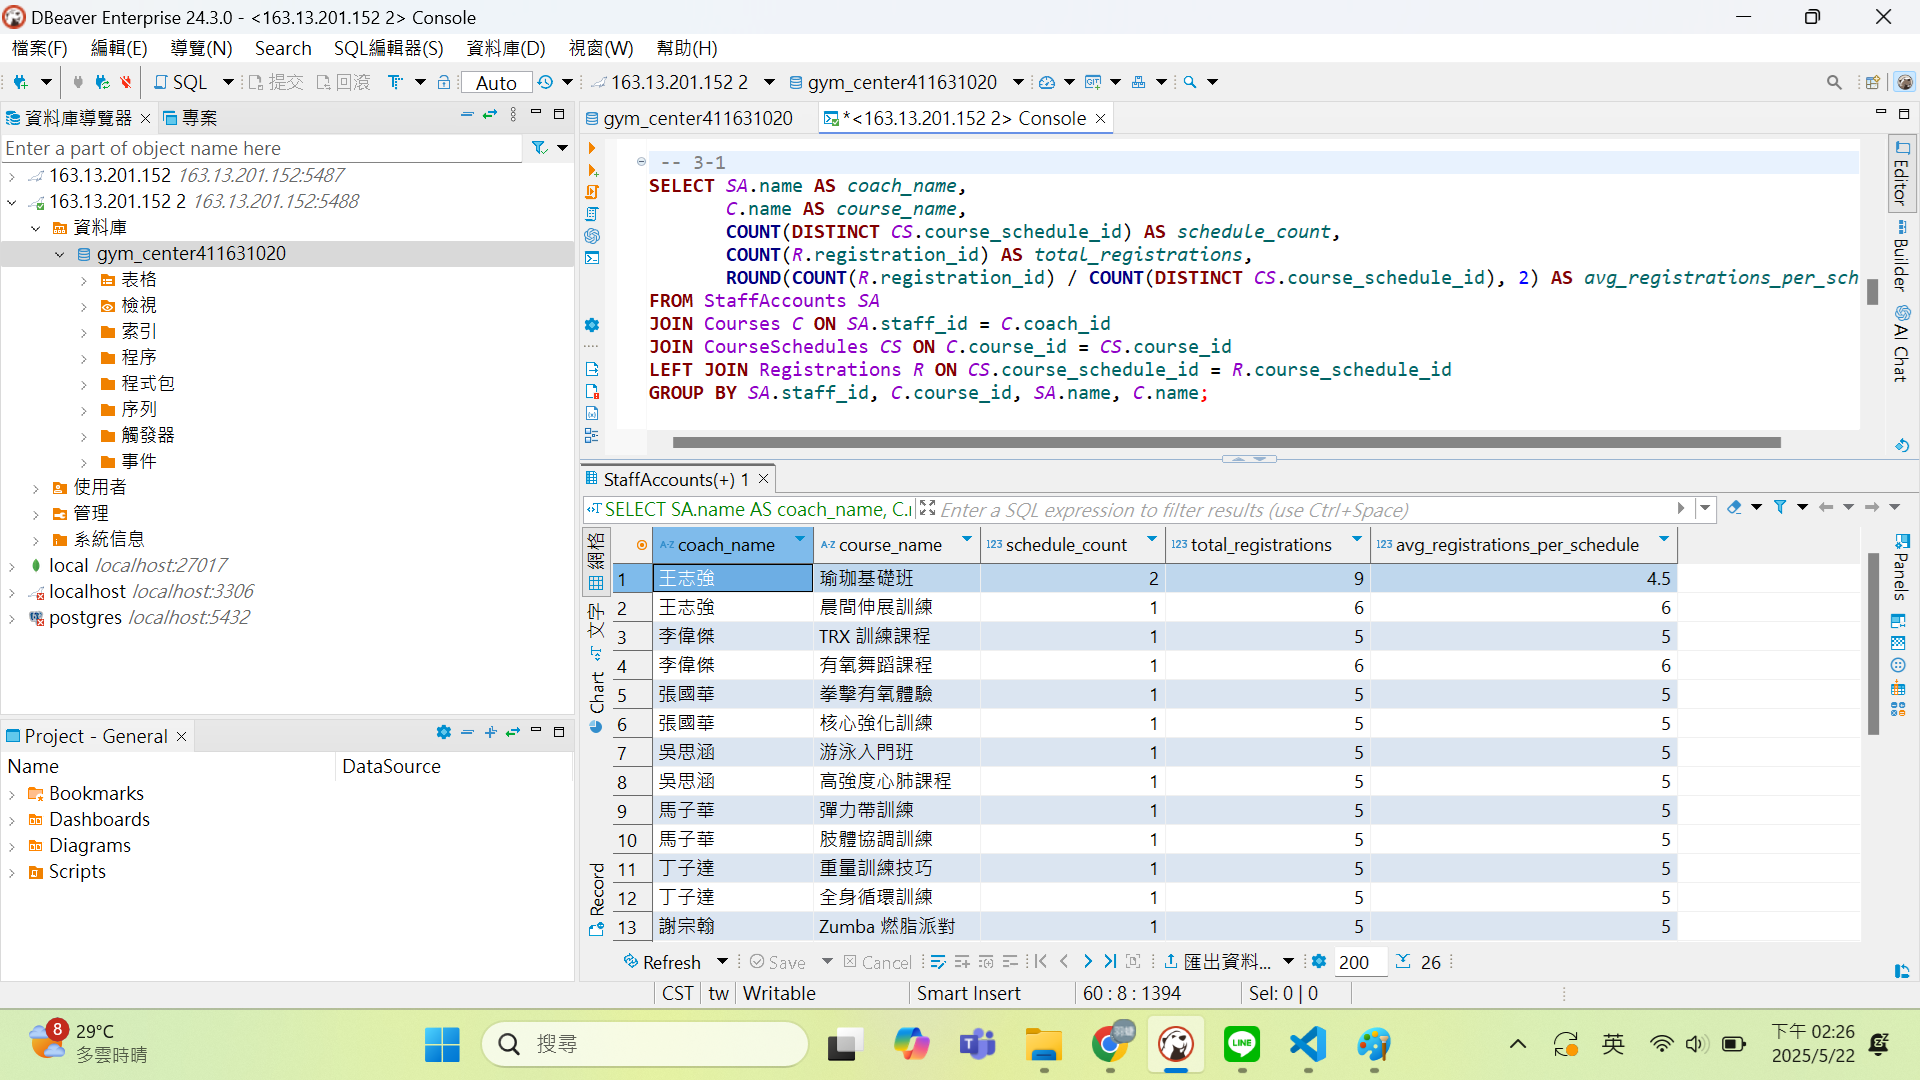 DBeaver Enterprise 24.3.0 - <163.13.201.152 2> Console
檔案(F) 編輯(E) 導覽(N) Search SQL編輯器(S) 資料庫(D) 視窗(W) 幫助(H)
SQL 提交 回滾 Auto 163.13.201.152 2 gym_center411631020
資料庫導覽器 專案
Enter a part of object name here
163.13.201.152 163.13.201.152:5487
163.13.201.152 2 163.13.201.152:5488
資料庫
gym_center411631020
表格
檢視
索引
程序
程式包
序列
觸發器
事件
使用者
管理
系統信息
local localhost:27017
localhost localhost:3306
postgres localhost:5432
Project - General
Name DataSource
Bookmarks
Dashboards
Diagrams
Scripts
gym_center411631020 *<163.13.201.152 2> Console
-- 3-1
SELECT SA.name AS coach_name,
C.name AS course_name,
COUNT(DISTINCT CS.course_schedule_id) AS schedule_count,
COUNT(R.registration_id) AS total_registrations,
ROUND(COUNT(R.registration_id) / COUNT(DISTINCT CS.course_schedule_id), 2) AS avg_registrations_per_sch
FROM StaffAccounts SA
JOIN Courses C ON SA.staff_id = C.coach_id
JOIN CourseSchedules CS ON C.course_id = CS.course_id
LEFT JOIN Registrations R ON CS.course_schedule_id = R.course_schedule_id
GROUP BY SA.staff_id, C.course_id, SA.name, C.name;
Editor
Builder
AI Chat
StaffAccounts(+) 1
SELECT SA.name AS coach_name, C.r Enter a SQL expression to filter results (use Ctrl+Space)
網格
文字
Chart
Record
coach_name course_name schedule_count total_registrations avg_registrations_per_schedule
1 王志強 瑜珈基礎班 2 9 4.5
2 王志強 晨間伸展訓練 1 6 6
3 李偉傑 TRX 訓練課程 1 5 5
4 李偉傑 有氧舞蹈課程 1 6 6
5 張國華 拳擊有氧體驗 1 5 5
6 張國華 核心強化訓練 1 5 5
7 吳思涵 游泳入門班 1 5 5
8 吳思涵 高強度心肺課程 1 5 5
9 馬子華 彈力帶訓練 1 5 5
10 馬子華 肢體協調訓練 1 5 5
11 丁子達 重量訓練技巧 1 5 5
12 丁子達 全身循環訓練 1 5 5
13 謝宗翰 Zumba 燃脂派對 1 5 5
Panels
Refresh Save Cancel 匯出資料... 200 26
CST tw Writable Smart Insert 60 : 8 : 1394 Sel: 0 | 0
8 29°C
多雲時晴
搜尋
LINE
英
下午 02:26
2025/5/22